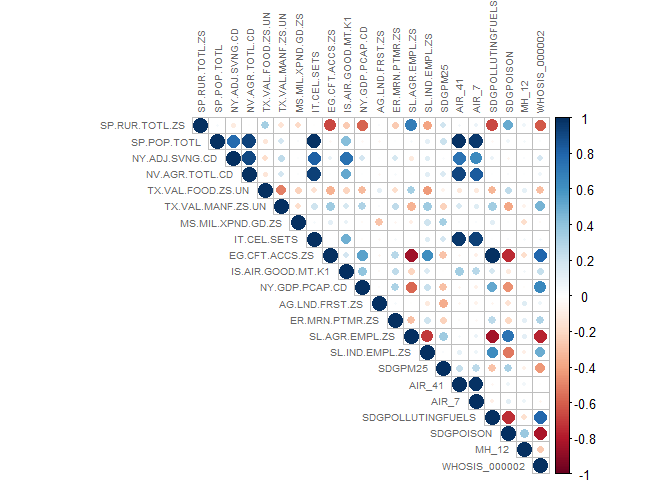 SP.RUR.TOTL.ZS
SP.POP.TOTL
NY.ADJ.SVNG.CD
NV.AGR.TOTL.CD
TX.VAL.FOOD.ZS.UN
TX.VAL.MANF.ZS.UN
MS.MIL.XPND.GD.ZS
IT.CEL.SETS
EG.CFT.ACCS.ZS
IS.AIR.GOOD.MT.K1
NY.GDP.PCAP.CD
AG.LND.FRST.ZS
ER.MRN.PTMR.ZS
SL.AGR.EMPL.ZS
SL.IND.EMPL.ZS
SDGPM25
AIR_41
AIR_7
SDGPOLLUTINGFUELS
SDGPOISON
MH_12
WHOSIS_000002
SP.RUR.TOTL.ZS
SP.POP.TOTL
NY.ADJ.SVNG.CD
NV.AGR.TOTL.CD
TX.VAL.FOOD.ZS.UN
TX.VAL.MANF.ZS.UN
MS.MIL.XPND.GD.ZS
IT.CEL.SETS
EG.CFT.ACCS.ZS
IS.AIR.GOOD.MT.K1
NY.GDP.PCAP.CD
AG.LND.FRST.ZS
ER.MRN.PTMR.ZS
SL.AGR.EMPL.ZS
SL.IND.EMPL.ZS
SDGPM25
AIR_41
AIR_7
SDGPOLLUTINGFUELS
SDGPOISON
MH_12
WHOSIS_000002
1
0.8
0.6
0.4
0.2
0
-0.2
-0.4
-0.6
-0.8
-1